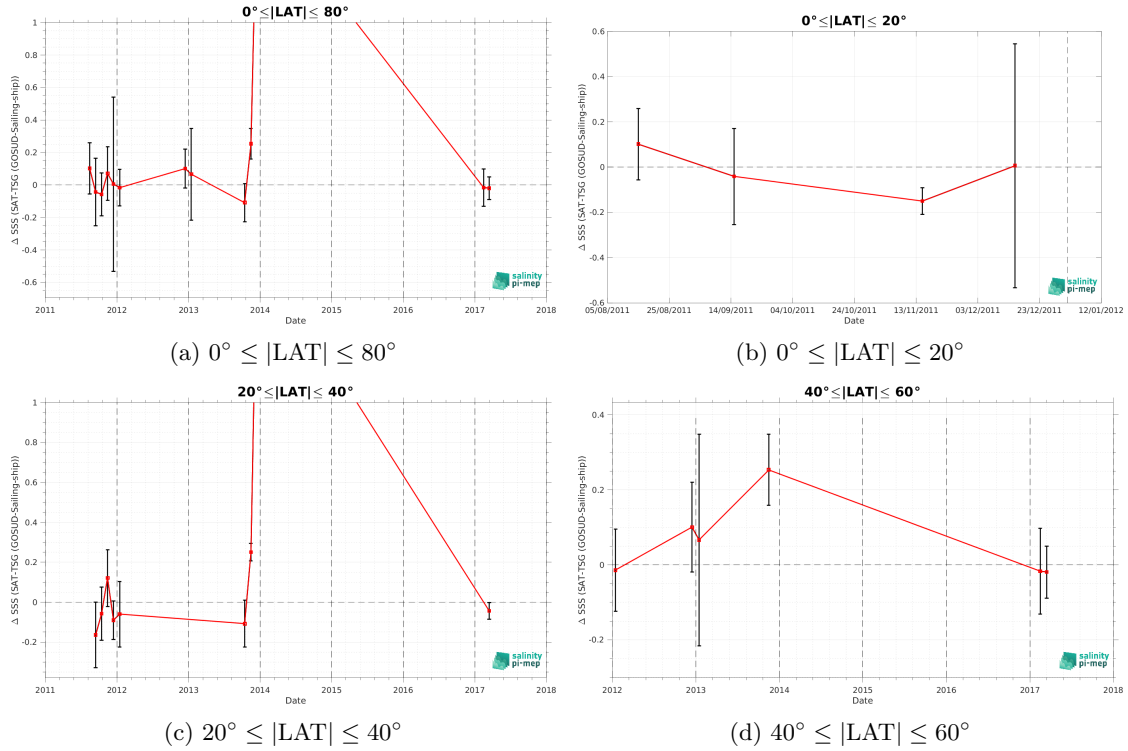 0°≤|LAT|≤ 80°
Δ SSS (SAT-TSG (GOSUD-Sailing-ship))
1
0.8
0.6
0.4
0.2
0
-0.2
-0.4
-0.6
2011 2012 2013 2014 2015 2016 2017 2018
Date
salinity
pi-mep
(a) 0° ≤ |LAT| ≤ 80°
0°≤|LAT|≤ 20°
Δ SSS (SAT-TSG (GOSUD-Sailing-ship))
0.6
0.4
0.2
0
-0.2
-0.4
-0.6
05/08/2011 25/08/2011 14/09/2011 04/10/2011 24/10/2011 13/11/2011 03/12/2011 23/12/2011 12/01/2012
Date
salinity
pi-mep
(b) 0° ≤ |LAT| ≤ 20°
20°≤|LAT|≤ 40°
Δ SSS (SAT-TSG (GOSUD-Sailing-ship))
1
0.8
0.6
0.4
0.2
0
-0.2
2011 2012 2013 2014 2015 2016 2017 2018
Date
salinity
pi-mep
(c) 20° ≤ |LAT| ≤ 40°
40°≤|LAT|≤ 60°
Δ SSS (SAT-TSG (GOSUD-Sailing-ship))
0.4
0.2
0
-0.2
2012 2013 2014 2015 2016 2017 2018
Date
salinity
pi-mep
(d) 40° ≤ |LAT| ≤ 60°